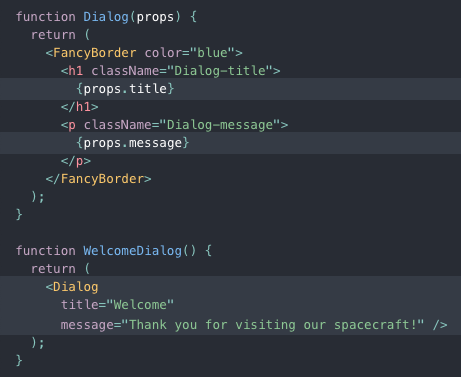 function Dialog(props) {
  return (
    <FancyBorder color="blue">
      <h1 className="Dialog-title">
        {props.title}
      </h1>
      <p className="Dialog-message">
        {props.message}
      </p>
    </FancyBorder>
  );
}

function WelcomeDialog() {
  return (
    <Dialog
      title="Welcome"
      message="Thank you for visiting our spacecraft!" />
  );
}